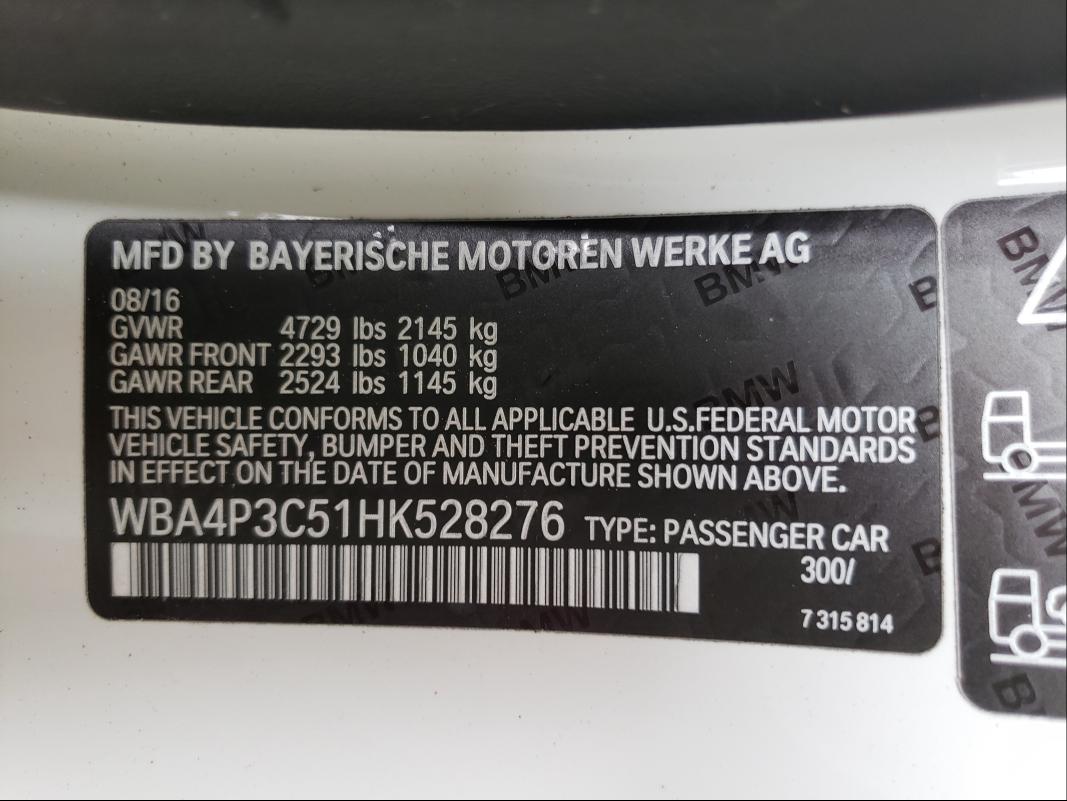 MFD BY BAYERISCHE MOTOREN WERKE AG
08/16
GVWR 4729 lbs 2145 kg
GAWR FRONT 2293 lbs 1040 kg
GAWR REAR 2524 lbs 1145 kg
THIS VEHICLE CONFORMS TO ALL APPLICABLE U.S.FEDERAL MOTOR
VEHICLE SAFETY, BUMPER AND THEFT PREVENTION STANDARDS
IN EFFECT ON THE DATE OF MANUFACTURE SHOWN ABOVE.
WBA4P3C51HK528276 TYPE: PASSENGER CAR
300/
7 315 814